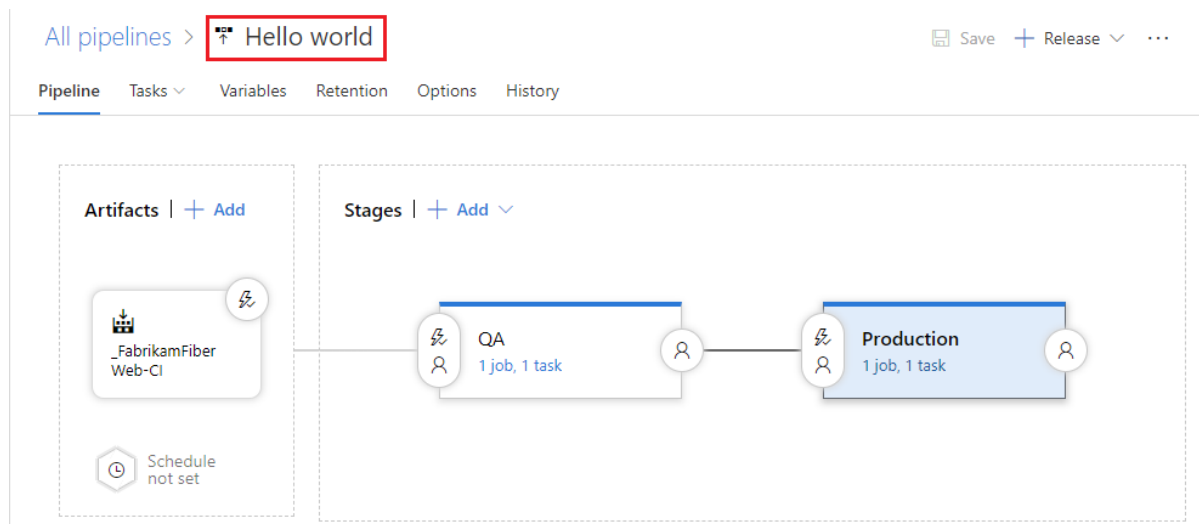 All pipelines > Hello world
Save + Release ...
Pipeline Tasks Variables Retention Options History
Artifacts | + Add
Stages | + Add
_FabrikamFiber
Web-CI
QA
1 job, 1 task
Production
1 job, 1 task
Schedule
not set